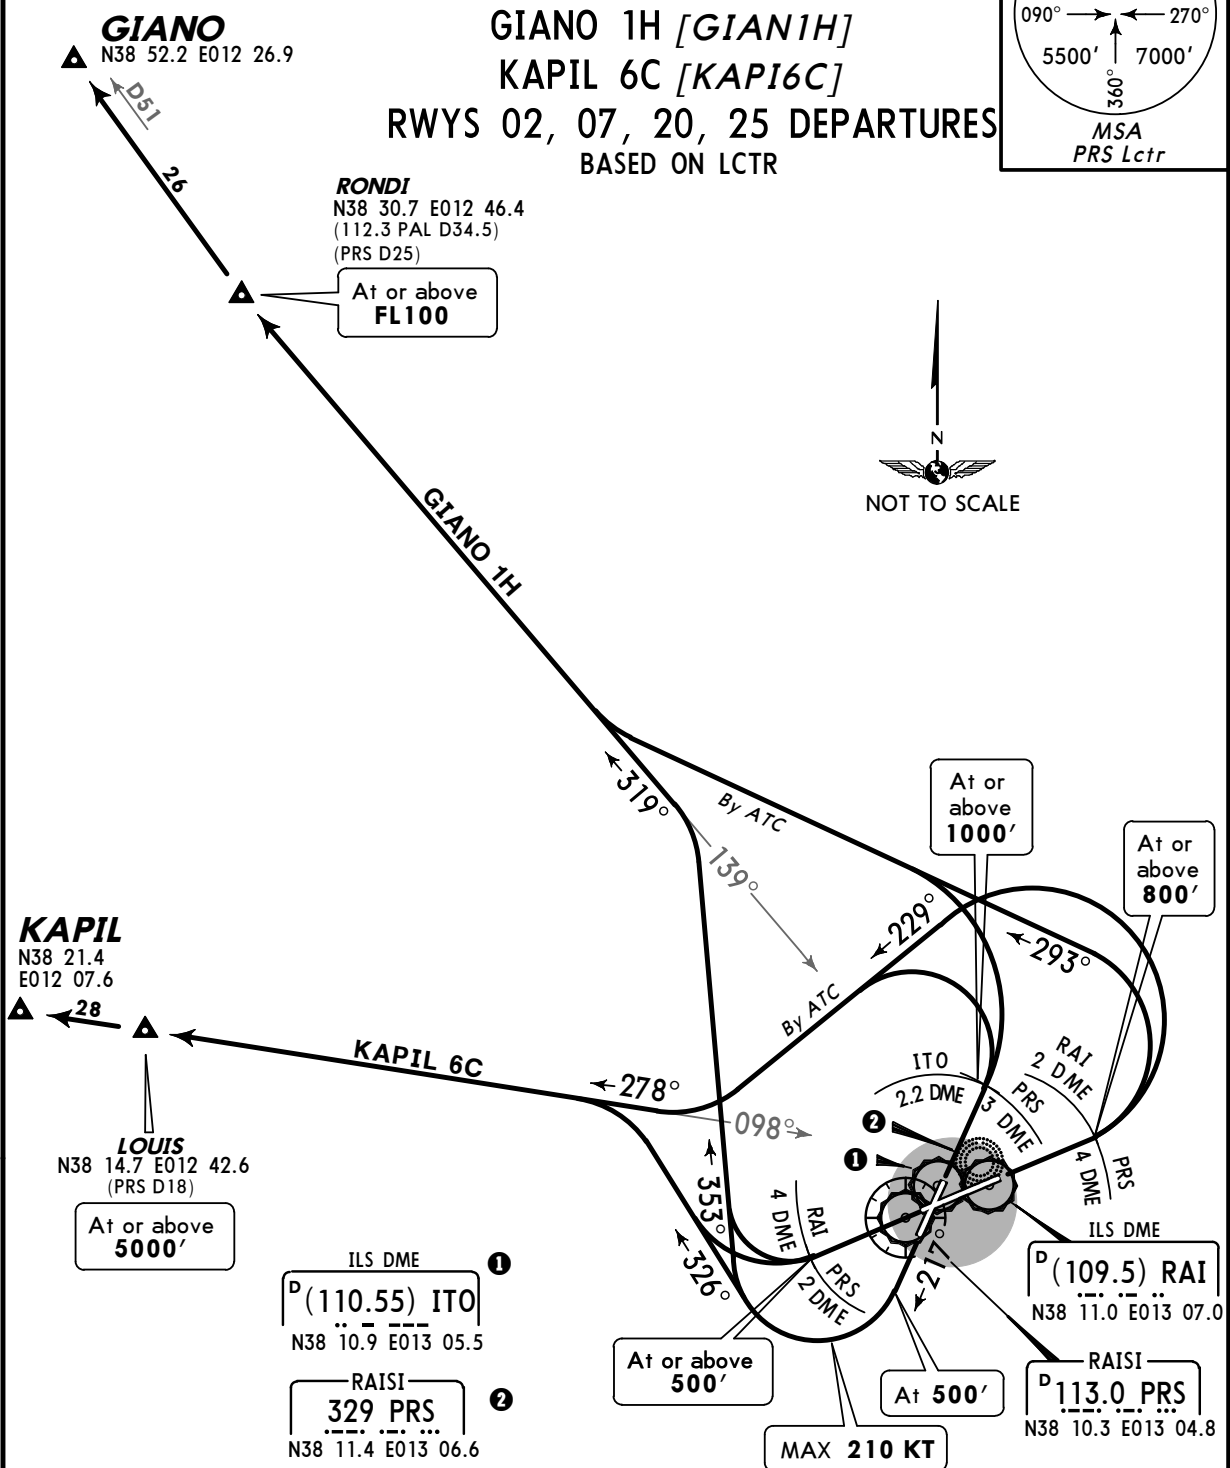 GIANO
N38 52.2 E012 26.9
GIANO 1H [GIAN1H]
KAPIL 6C [KAPI6C]
RWYS 02, 07, 20, 25 DEPARTURES
BASED ON LCTR
090° 270°
5500' 7000'
360°
MSA
PRS Lctr
D51
26
RONDI
N38 30.7 E012 46.4
(112.3 PAL D34.5)
(PRS D25)
At or above
FL100
N
NOT TO SCALE
GIANO 1H
319°
By ATC
139°
At or
above
1000'
At or
above
800'
229°
293°
By ATC
KAPIL
N38 21.4
E012 07.6
28
KAPIL 6C
278°
098°
LOUIS
N38 14.7 E012 42.6
(PRS D18)
At or above
5000'
ITO
2.2 DME
PRS
3 DME
RAI
2 DME
PRS
4 DME
2
1
353°
326°
RAI
4 DME
PRS
2 DME
217°
ILS DME
D (109.5) RAI
N38 11.0 E013 07.0
ILS DME 1
D (110.55) ITO
N38 10.9 E013 05.5
RAISI
329 PRS 2
N38 11.4 E013 06.6
At or above
500'
At 500'
MAX 210 KT
RAISI
D 113.0 PRS
N38 10.3 E013 04.8